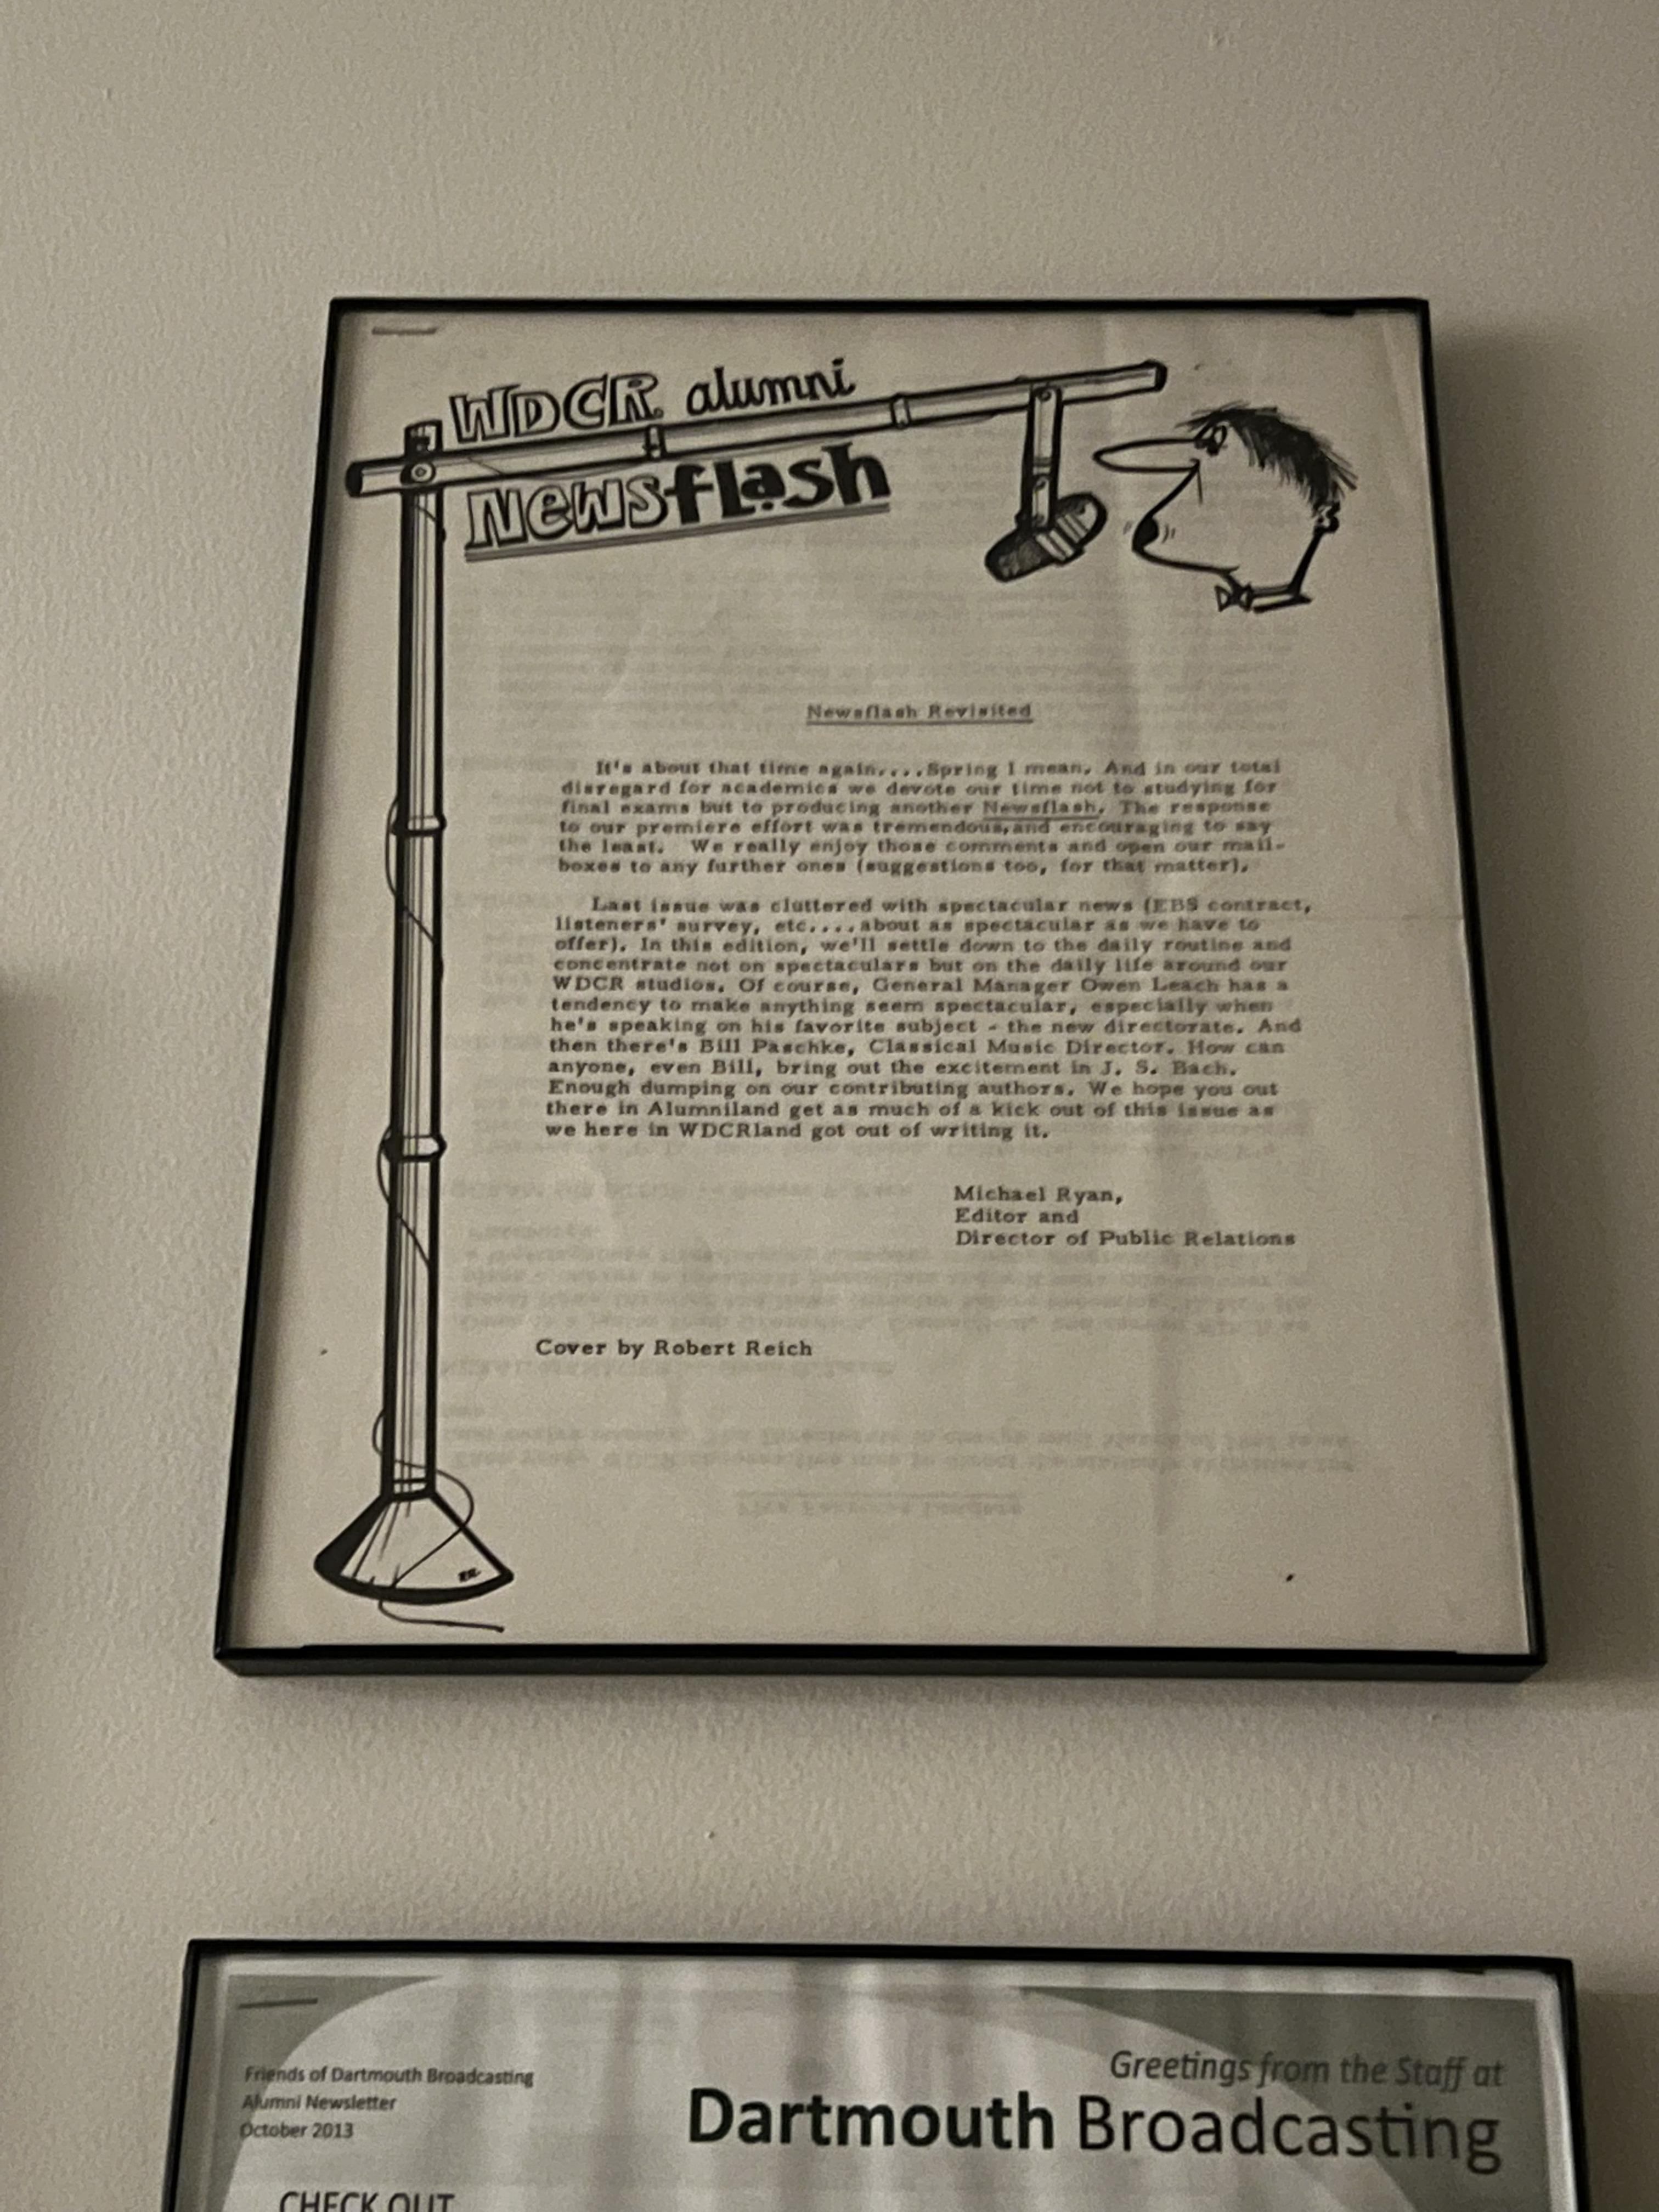 WDCR alumni
Newsflash
Newsflash Revisited
It's about that time again....Spring I mean. And in our total
disregard for academics we devote our time not to studying for
final exams but to producing another Newsflash. The response
to our premiere effort was tremendous,and encouraging to say
the least. We really enjoy those comments and open our mail-
boxes to any further ones (suggestions too, for that matter).
Last issue was cluttered with spectacular news (EBS contract,
listeners' survey, etc....about as spectacular as we have to
offer). In this edition, we'll settle down to the daily routine and
concentrate not on spectaculars but on the daily life around our
WDCR studios. Of course, General Manager Owen Leach has a
tendency to make anything seem spectacular, especially when
he's speaking on his favorite subject - the new directorate. And
then there's Bill Paschke, Classical Music Director. How can
anyone, even Bill, bring out the excitement in J. S. Bach.
Enough dumping on our contributing authors. We hope you out
there in Alumniland get as much of a kick out of this issue as
we here in WDCRland got out of writing it.
Michael Ryan,
Editor and
Director of Public Relations
Cover by Robert Reich
Friends of Dartmouth Broadcasting
Alumni Newsletter
October 2013
Greetings from the Staff at
Dartmouth Broadcasting
CHECK OUT